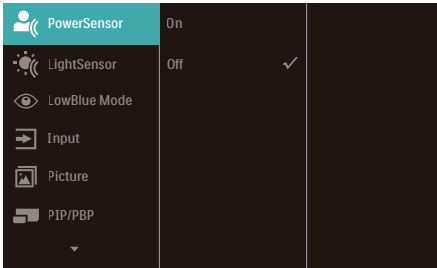 PowerSensor
On
LightSensor
Off
LowBlue Mode
Input
Picture
PIP/PBP